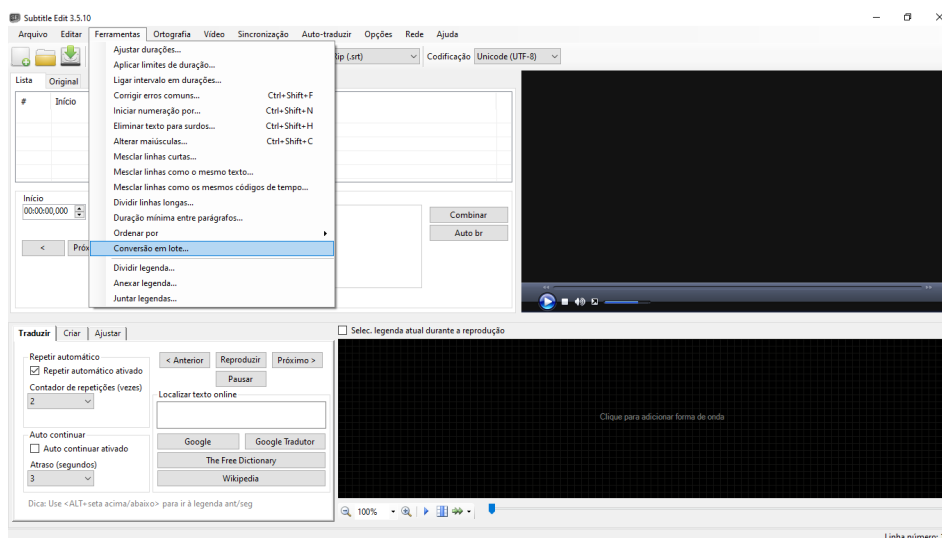 Subtitle Edit 3.5.10
Arquivo Editar Ferramentas Ortografia Vídeo Sincronização Auto-traduzir Opções Rede Ajuda
Rip (.srt) Codificação Unicode (UTF-8)
Lista Original
# Início
Ajustar durações...
Aplicar limites de duração...
Ligar intervalo em durações...
Corrigir erros comuns... Ctrl+Shift+F
Iniciar numeração por... Ctrl+Shift+N
Eliminar texto para surdos... Ctrl+Shift+H
Alterar maiúsculas... Ctrl+Shift+C
Mesclar linhas curtas...
Mesclar linhas como o mesmo texto...
Mesclar linhas como os mesmos códigos de tempo...
Dividir linhas longas...
Duração mínima entre parágrafos...
Ordenar por
Conversão em lote...
Dividir legenda...
Anexar legenda...
Juntar legendas...
Início
00:00:00,000
< Próx
Combinar
Auto br
Traduzir Criar Ajustar
Selec. legenda atual durante a reprodução
Repetir automático
Repetir automático ativado
Contador de repetições (vezes)
2
Auto continuar
Auto continuar ativado
Atraso (segundos)
3
< Anterior Reproduzir Próximo >
Pausar
Localizar texto online
Google Google Tradutor
The Free Dictionary
Wikipedia
Dica: Use <ALT+seta acima/abaixo> para ir à legenda ant/seg
Clique para adicionar forma de onda
100%
Linha número: